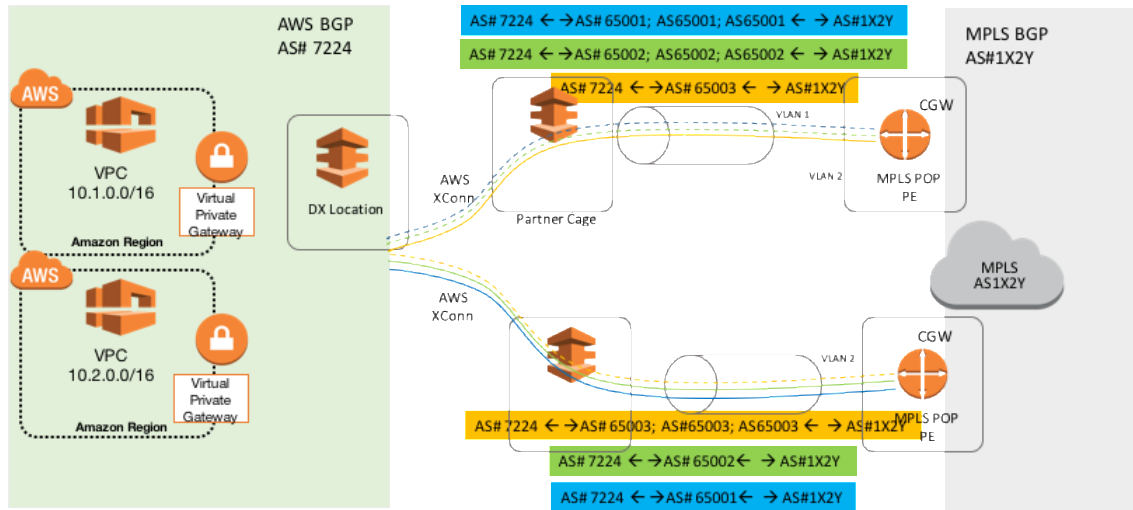 AWS BGP
AS# 7224
AS# 7224 ← →AS# 65001; AS65001; AS65001 ← →AS#1X2Y
AS# 7224 ← →AS# 65002; AS65002; AS65002 ← →AS#1X2Y
AS# 7224 ← →AS# 65003 ← → AS#1X2Y
MPLS BGP
AS#1X2Y
AWS
VPC
10.1.0.0/16
Virtual
Private
Gateway
Amazon Region
DX Location
AWS
XConn
Partner Cage
VLAN 1
VLAN 2
CGW
MPLS POP
PE
AWS
VPC
10.2.0.0/16
Virtual
Private
Gateway
Amazon Region
AWS
XConn
MPLS
AS1X2Y
VLAN 2
CGW
MPLS POP
PE
AS# 7224 ← →AS# 65003; AS#65003; AS65003 ← →AS#1X2Y
AS# 7224 ← →AS# 65002← → AS#1X2Y
AS# 7224 ← →AS# 65001← → AS#1X2Y